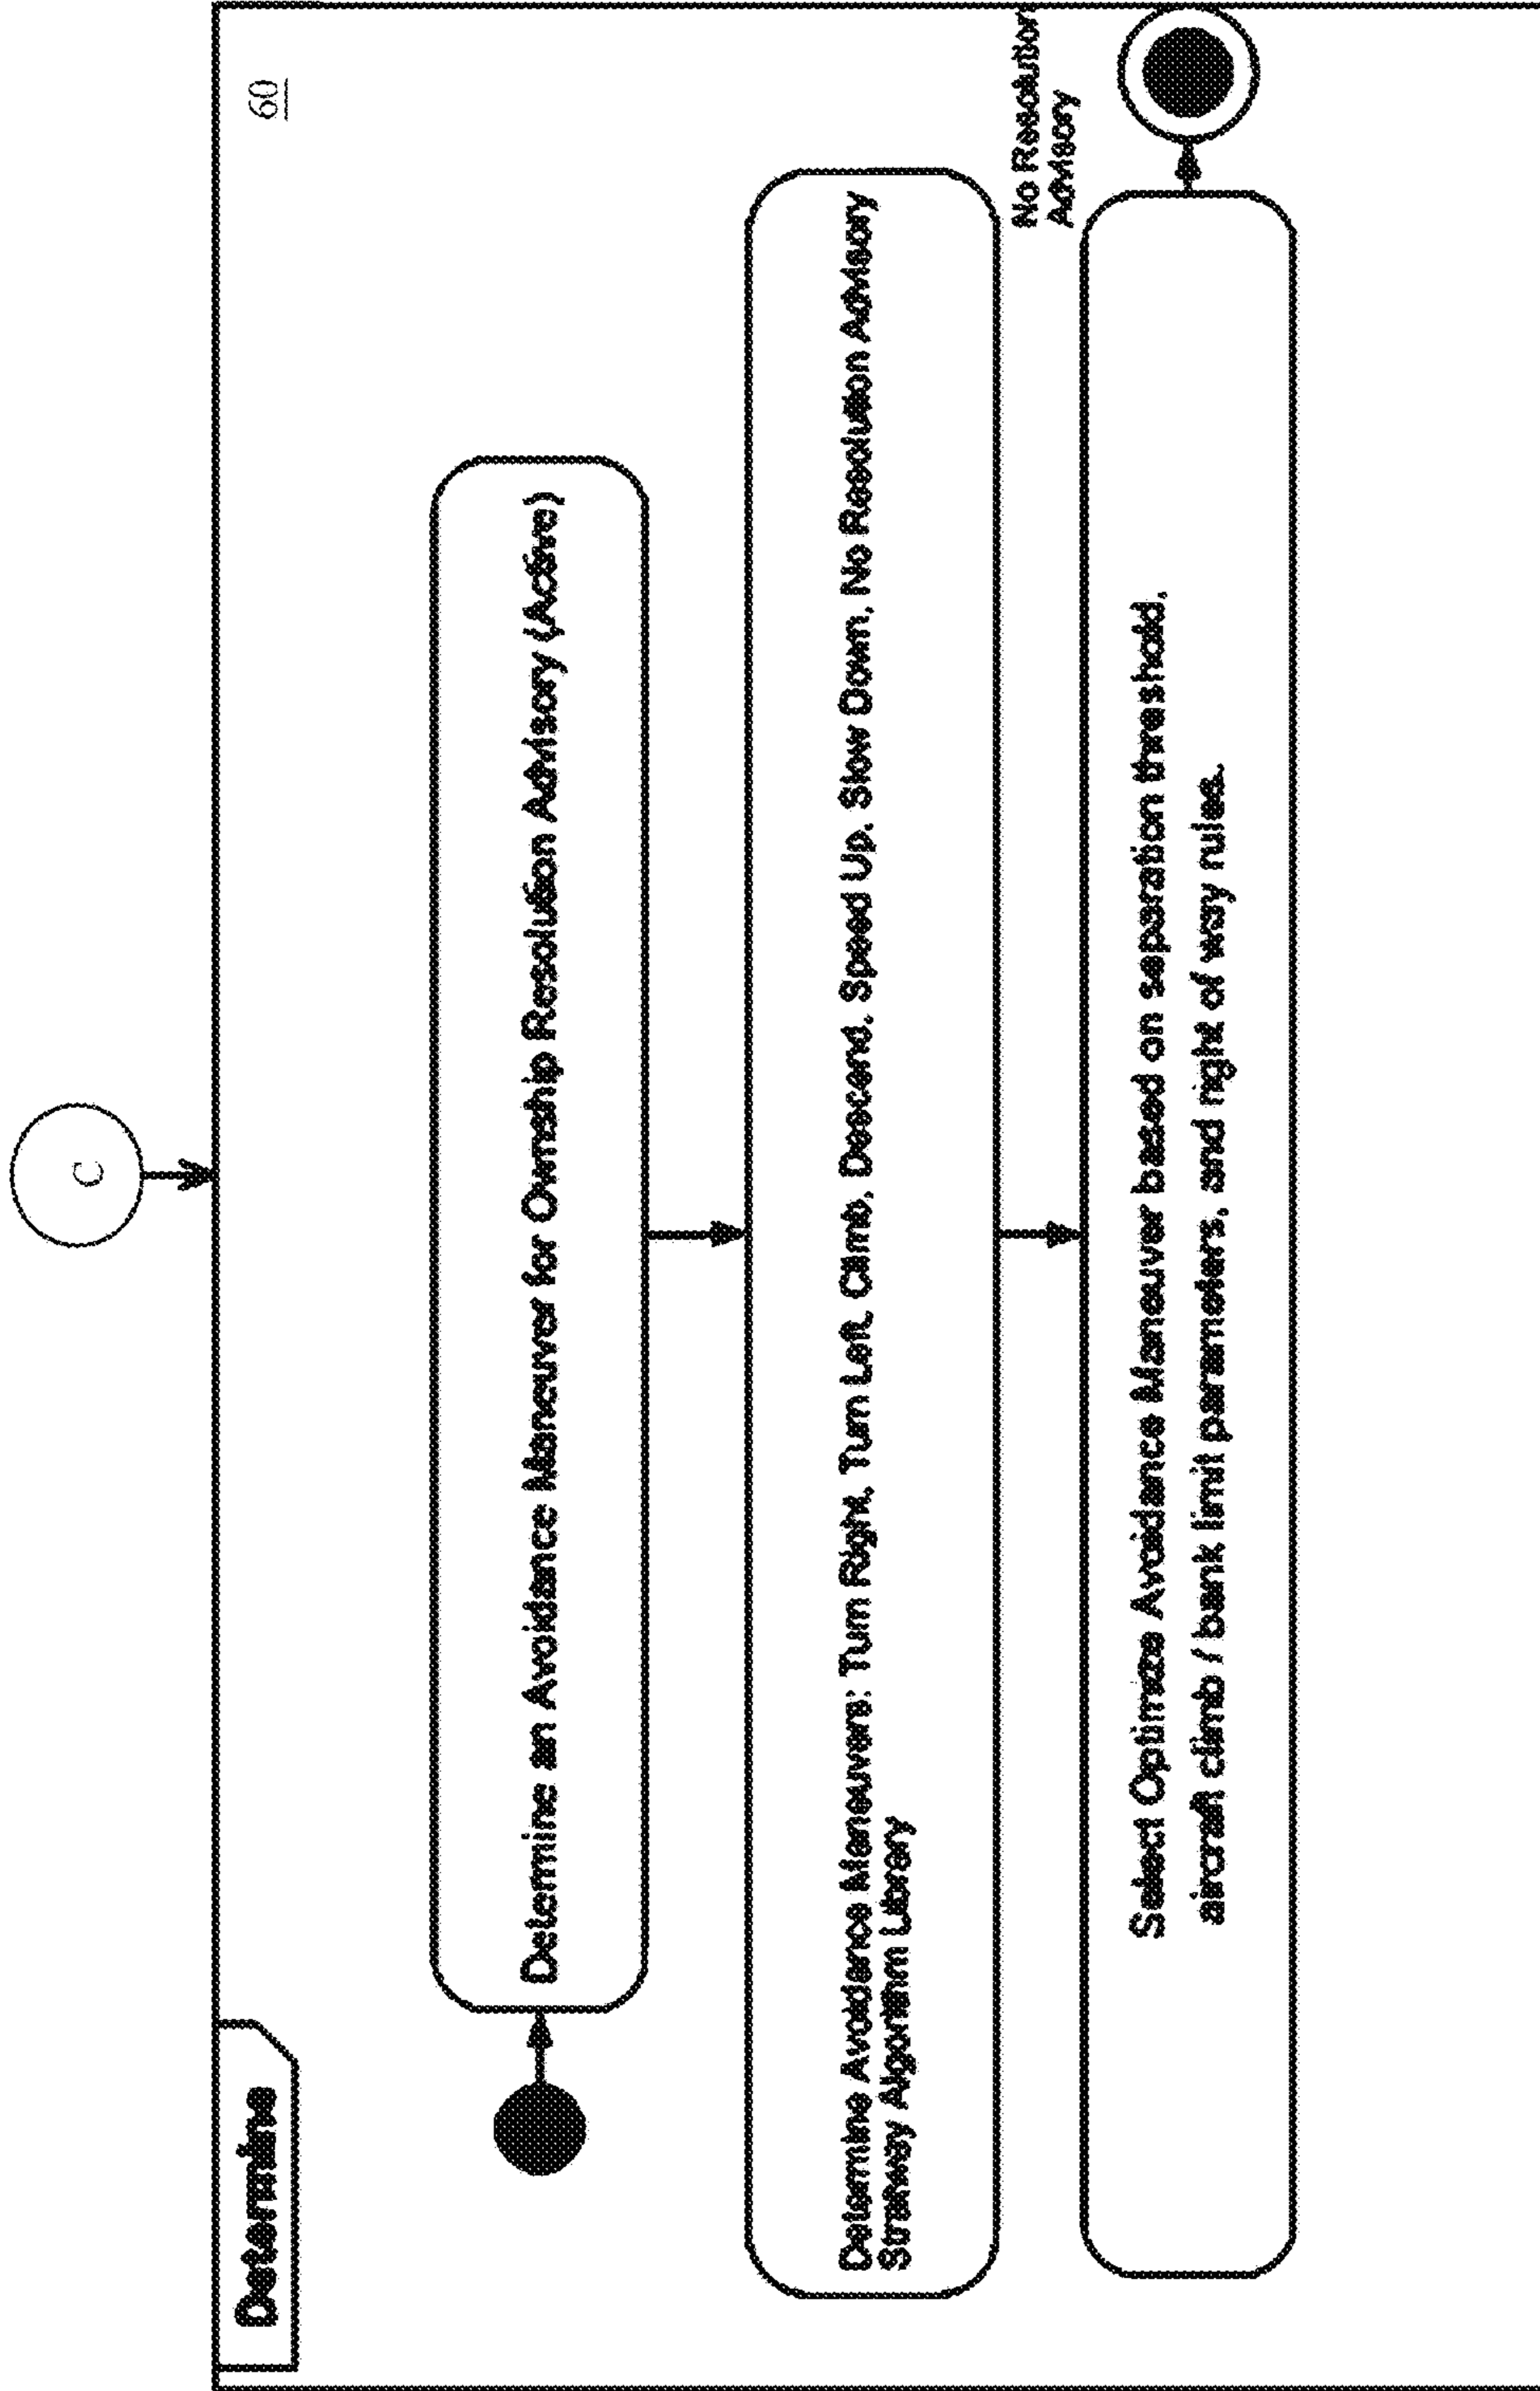 C
60
Determine
Determine an Avoidance Maneuver for Ownship Resolution Advisory (Active)
Determine Avoidance Maneuvers: Turn Right, Turn Left, Climb, Descend, Speed Up, Slow Down, No Resolution Advisory
Stratway Algorithm Library
No Resolution
Advisory
Select Optimize Avoidance Maneuver based on separation threshold,
aircraft climb / bank limit parameters, and right of way rules.